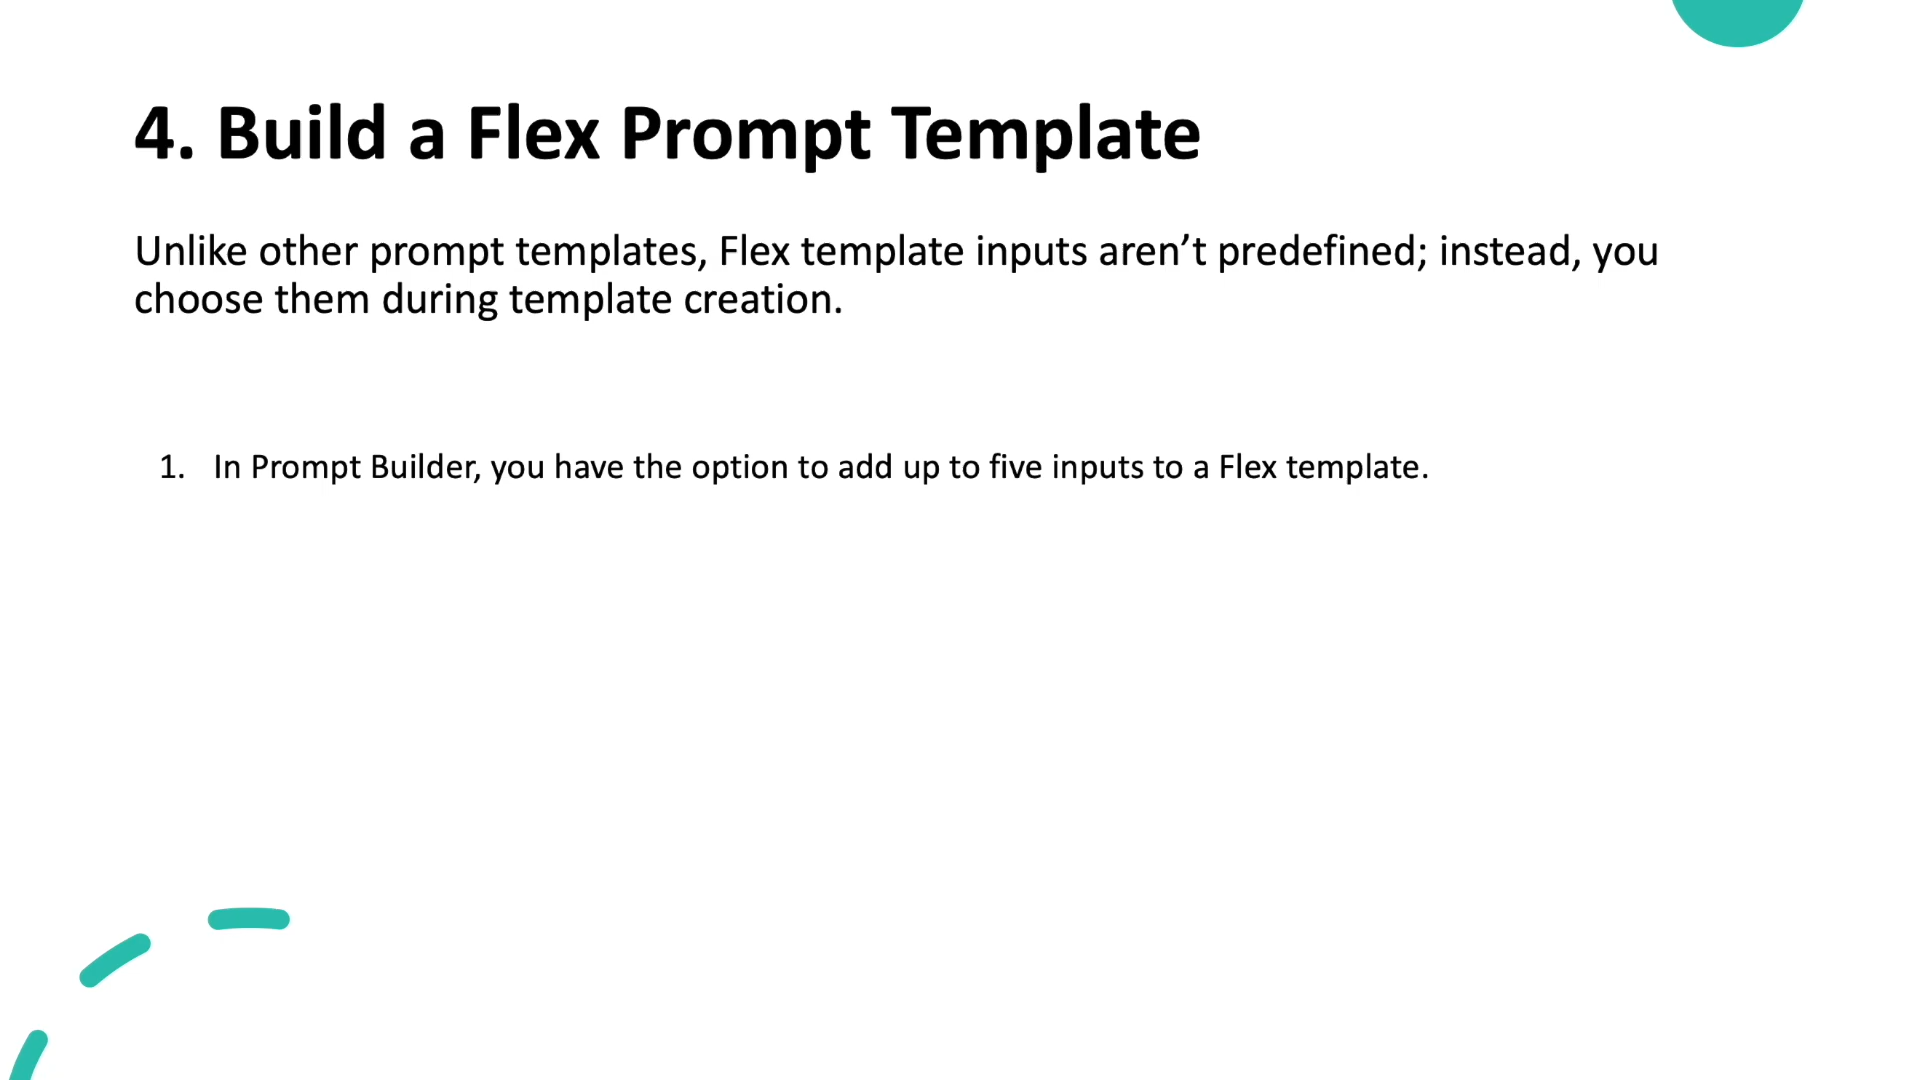 4. Build a Flex Prompt Template
Unlike other prompt templates, Flex template inputs aren’t predefined; instead, you
choose them during template creation.
1. In Prompt Builder, you have the option to add up to five inputs to a Flex template.